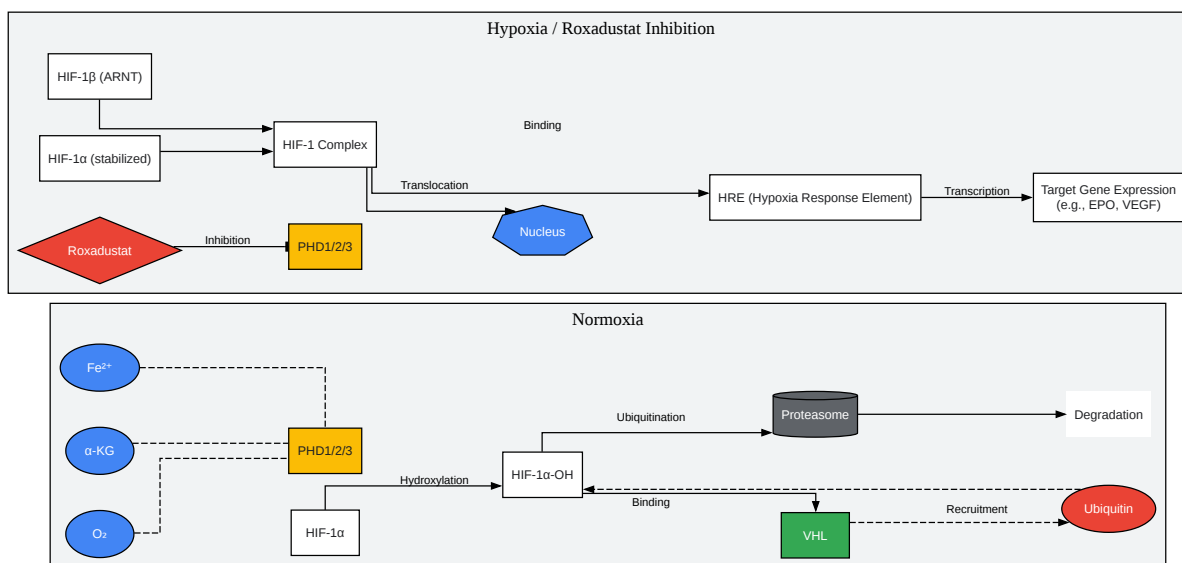 Hypoxia / Roxadustat Inhibition
HIF-1β (ARNT)
HIF-1α (stabilized)
HIF-1 Complex
Binding
Translocation
HRE (Hypoxia Response Element)
Transcription
Target Gene Expression
(e.g., EPO, VEGF)
Nucleus
Roxadustat
Inhibition
PHD1/2/3
Normoxia
Fe²⁺
α-KG
O₂
PHD1/2/3
HIF-1α
Hydroxylation
HIF-1α-OH
Ubiquitination
Proteasome
Degradation
Binding
VHL
Recruitment
Ubiquitin